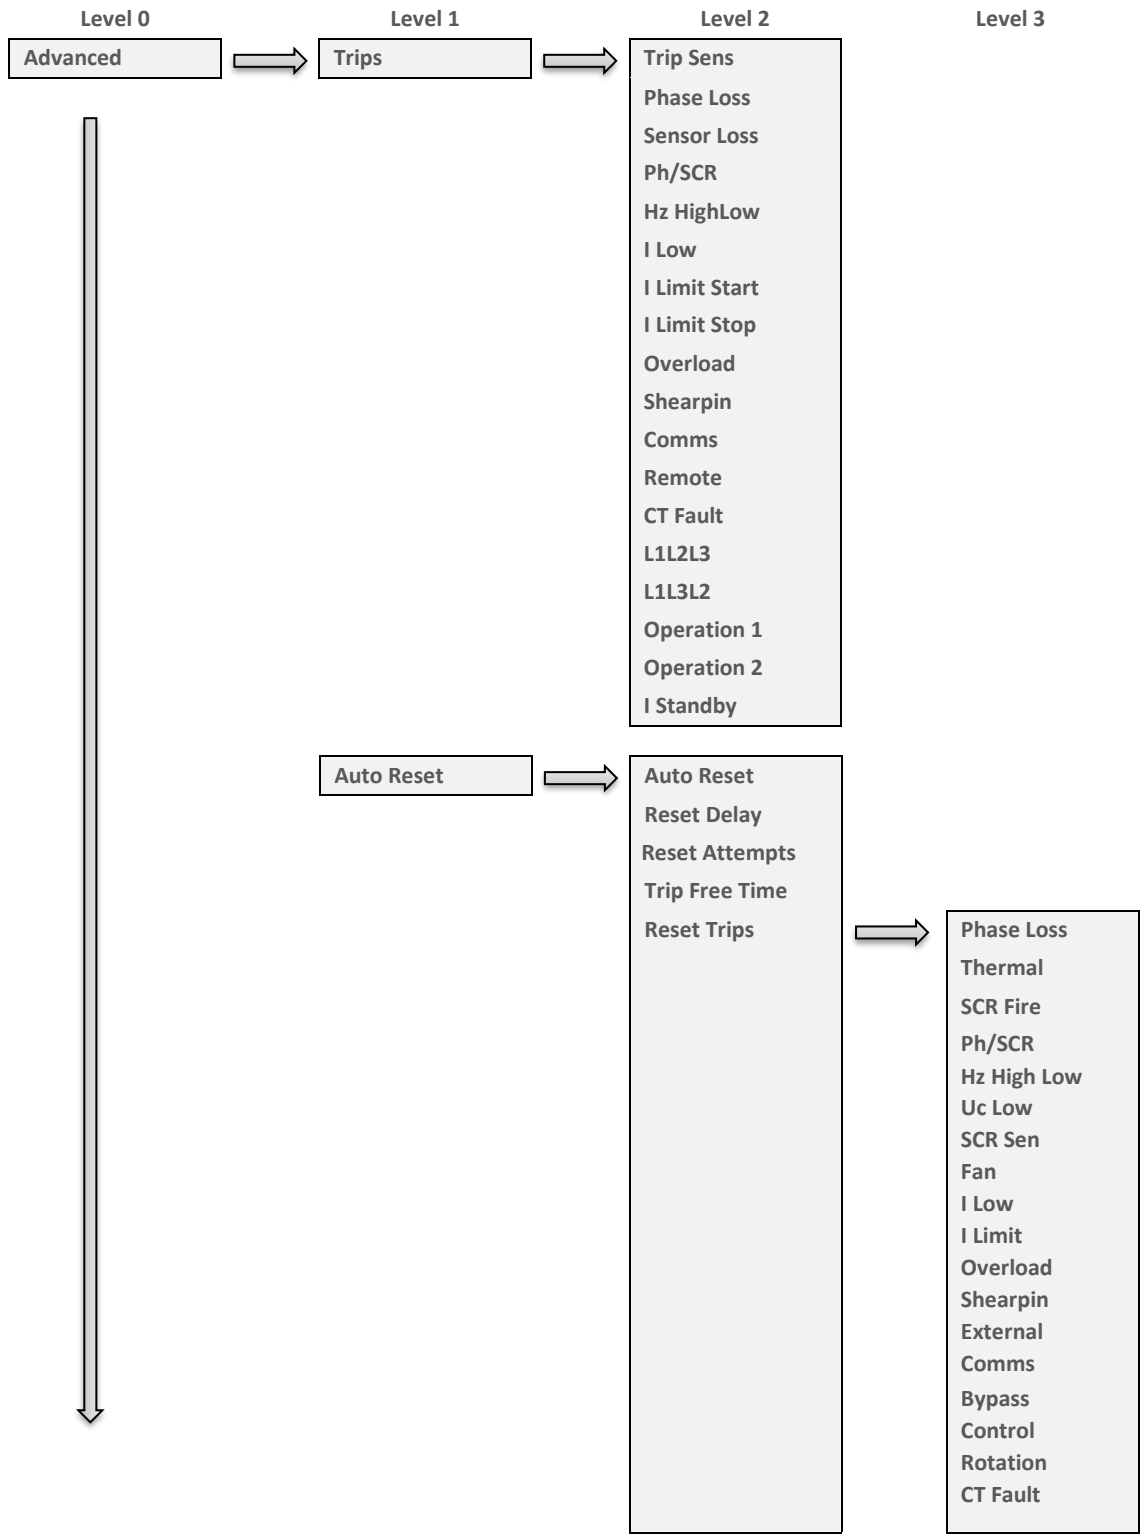 Level 0 Level 1 Level 2 Level 3
Advanced Trips Trip Sens
Phase Loss
Sensor Loss
Ph/SCR
Hz HighLow
I Low
I Limit Start
I Limit Stop
Overload
Shearpin
Comms
Remote
CT Fault
L1L2L3
L1L3L2
Operation 1
Operation 2
I Standby
Auto Reset Auto Reset
Reset Delay
Reset Attempts
Trip Free Time
Reset Trips Phase Loss
Thermal
SCR Fire
Ph/SCR
Hz High Low
Uc Low
SCR Sen
Fan
I Low
I Limit
Overload
Shearpin
External
Comms
Bypass
Control
Rotation
CT Fault